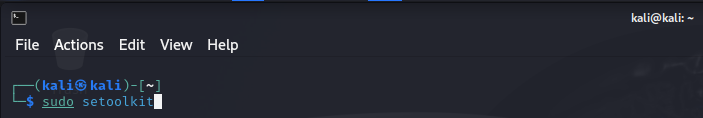 kali@kali: ~
File Actions Edit View Help
┌──(kali㉿kali)-[~]
└─$ sudo setoolkit